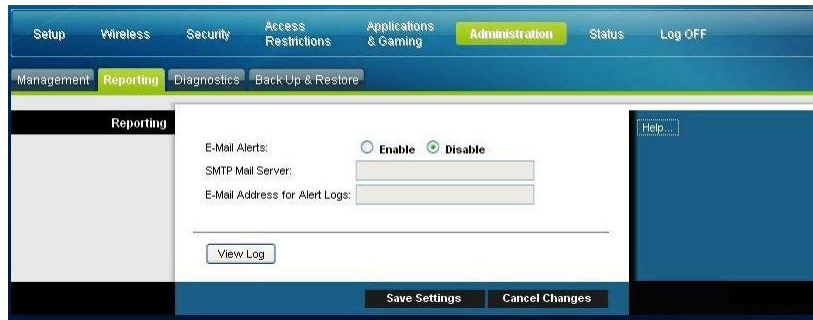 Setup Wireless Security Access Restrictions Applications & Gaming Administration Status Log OFF
Management Reporting Diagnostics Back Up & Restore
Reporting
Help...
E-Mail Alerts: Enable Disable
SMTP Mail Server:
E-Mail Address for Alert Logs:
View Log
Save Settings Cancel Changes